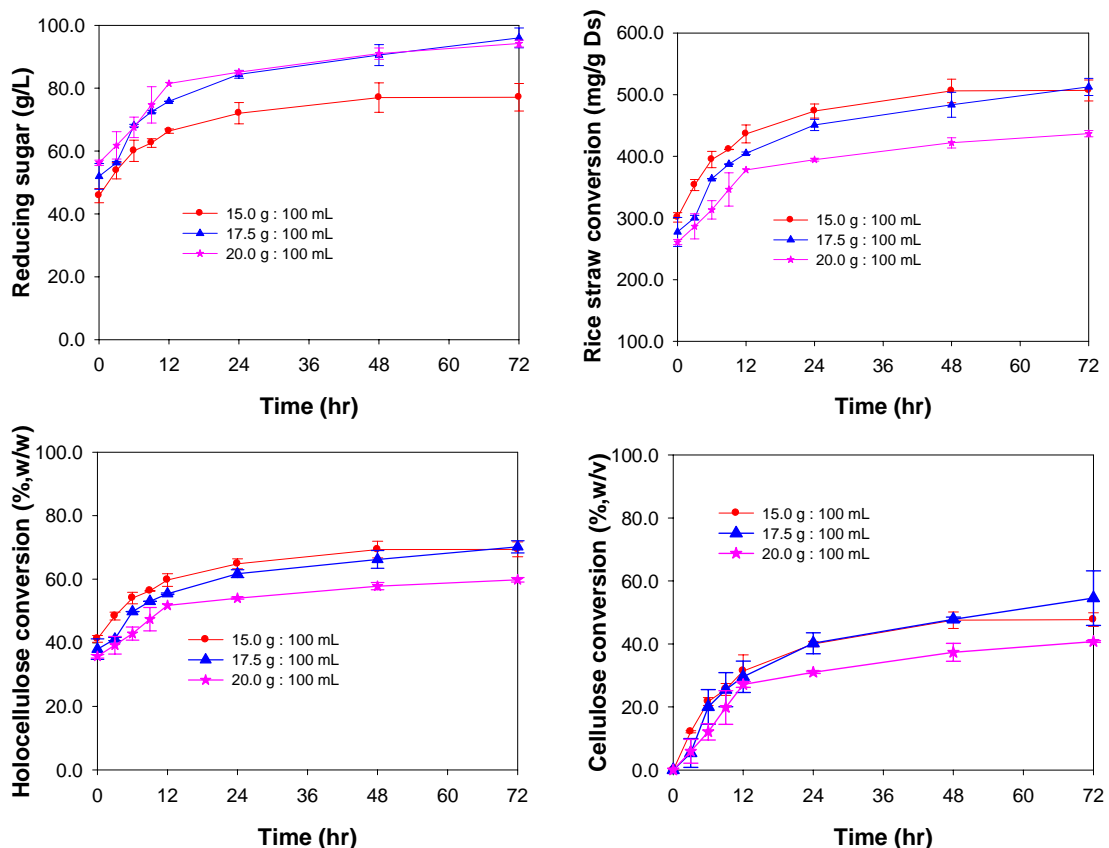 Reducing sugar (g/L)
100.0
80.0
60.0
40.0
20.0
0.0
15.0 g : 100 mL
17.5 g : 100 mL
20.0 g : 100 mL
0 12 24 36 48 60 72
Time (hr)
Rice straw conversion (mg/g Ds)
600.0
500.0
400.0
300.0
200.0
100.0
15.0 g : 100 mL
17.5 g : 100 mL
20.0 g : 100 mL
0 12 24 36 48 60 72
Time (hr)
Holocellulose conversion (%,w/w)
100.0
80.0
60.0
40.0
20.0
0.0
15.0 g : 100 mL
17.5 g : 100 mL
20.0 g : 100 mL
0 12 24 36 48 60 72
Time (hr)
Cellulose conversion (%,w/v)
100.0
80.0
60.0
40.0
20.0
0.0
15.0 g : 100 mL
17.5 g : 100 mL
20.0 g : 100 mL
0 12 24 36 48 60 72
Time (hr)